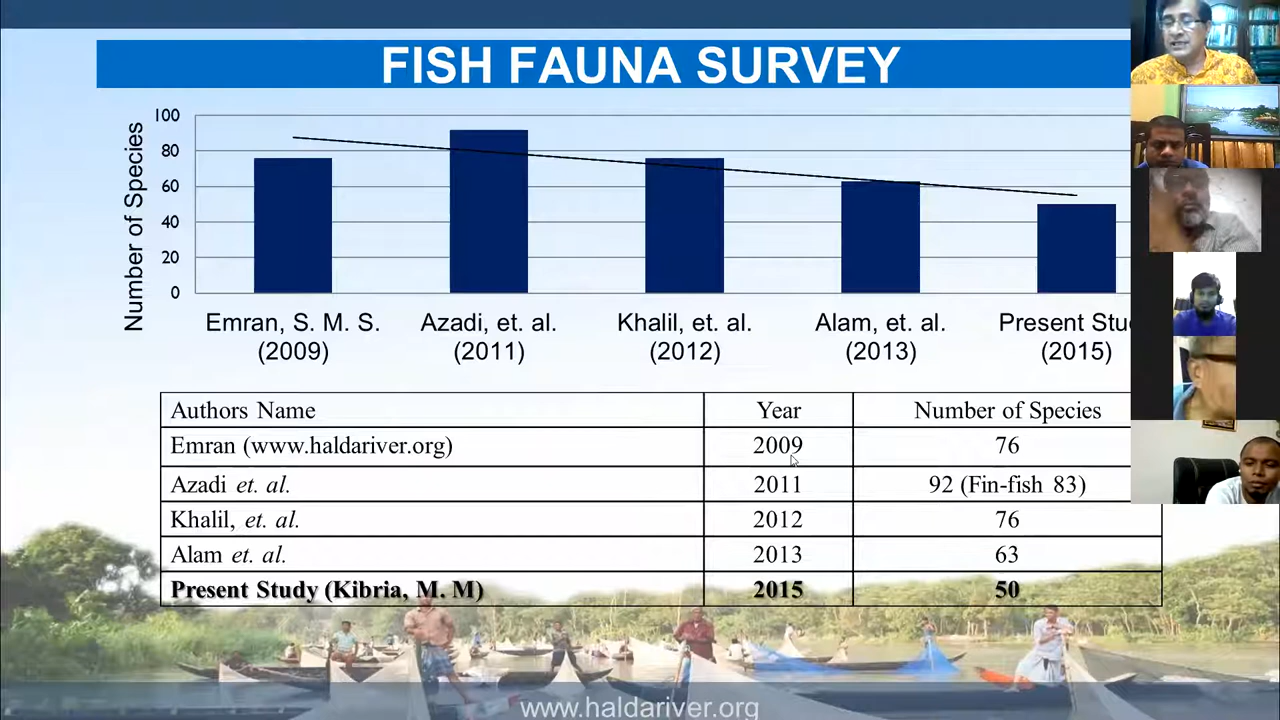 FISH FAUNA SURVEY
Number of Species
100
80
60
40
20
0
Emran, S. M. S.
(2009)
Azadi, et. al.
(2011)
Khalil, et. al.
(2012)
Alam, et. al.
(2013)
Present Stu
(2015)
Authors Name Year Number of Species
Emran (www.haldariver.org) 2009 76
Azadi et. al. 2011 92 (Fin-fish 83)
Khalil, et. al. 2012 76
Alam et. al. 2013 63
Present Study (Kibria, M. M) 2015 50
www.haldariver.org